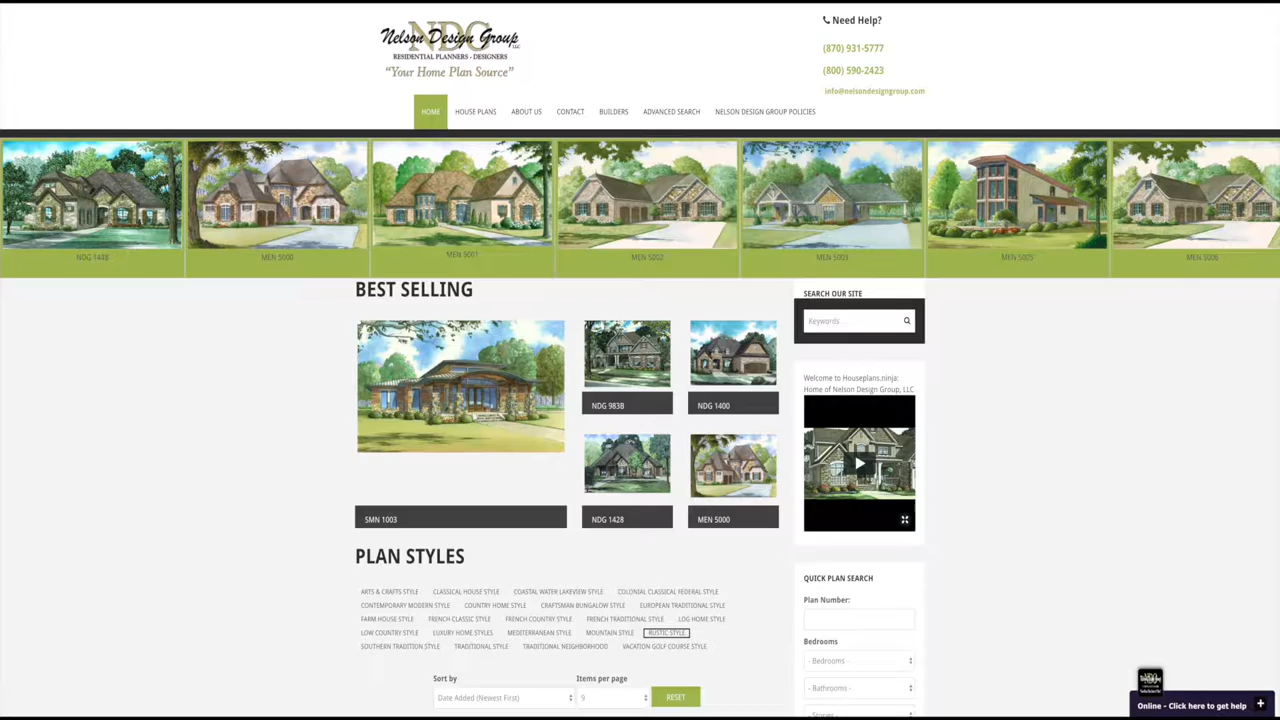 Nelson Design Group LLC
NDG
RESIDENTIAL PLANNERS - DESIGNERS
"Your Home Plan Source"
Need Help?
(870) 931-5777
(800) 590-2423
info@nelsondesigngroup.com
HOME HOUSE PLANS ABOUT US CONTACT BUILDERS ADVANCED SEARCH NELSON DESIGN GROUP POLICIES
NDG 1448 MEN 5000 MEN 5001 MEN 5002 MEN 5003 MEN 5005 MEN 5006
BEST SELLING
SMN 1003
NDG 983B
NDG 1400
NDG 1428
MEN 5000
PLAN STYLES
ARTS & CRAFTS STYLE CLASSICAL HOUSE STYLE COASTAL WATER LAKEVIEW STYLE COLONIAL CLASSICAL FEDERAL STYLE
CONTEMPORARY MODERN STYLE COUNTRY HOME STYLE CRAFTSMAN BUNGALOW STYLE EUROPEAN TRADITIONAL STYLE
FARM HOUSE STYLE FRENCH CLASSIC STYLE FRENCH COUNTRY STYLE FRENCH TRADITIONAL STYLE LOG HOME STYLE
LOW COUNTRY STYLE LUXURY HOME STYLES MEDITERRANEAN STYLE MOUNTAIN STYLE RUSTIC STYLE
SOUTHERN TRADITION STYLE TRADITIONAL STYLE TRADITIONAL NEIGHBORHOOD VACATION GOLF COURSE STYLE
Sort by Items per page
Date Added (Newest First) 9 RESET
SEARCH OUR SITE
Keywords
Welcome to Houseplans.ninja:
Home of Nelson Design Group, LLC
QUICK PLAN SEARCH
Plan Number:
Bedrooms
- Bedrooms -
- Bathrooms -
- Stories -
Online - Click here to get help